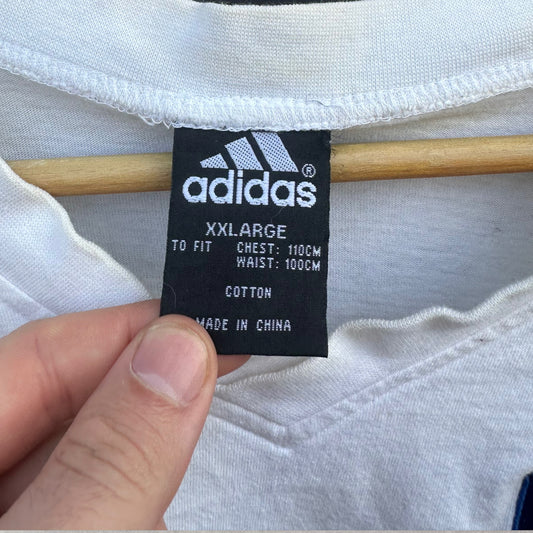 ®
adidas
XXLARGE
TO FIT CHEST: 110CM
WAIST: 100CM
COTTON
MADE IN CHINA